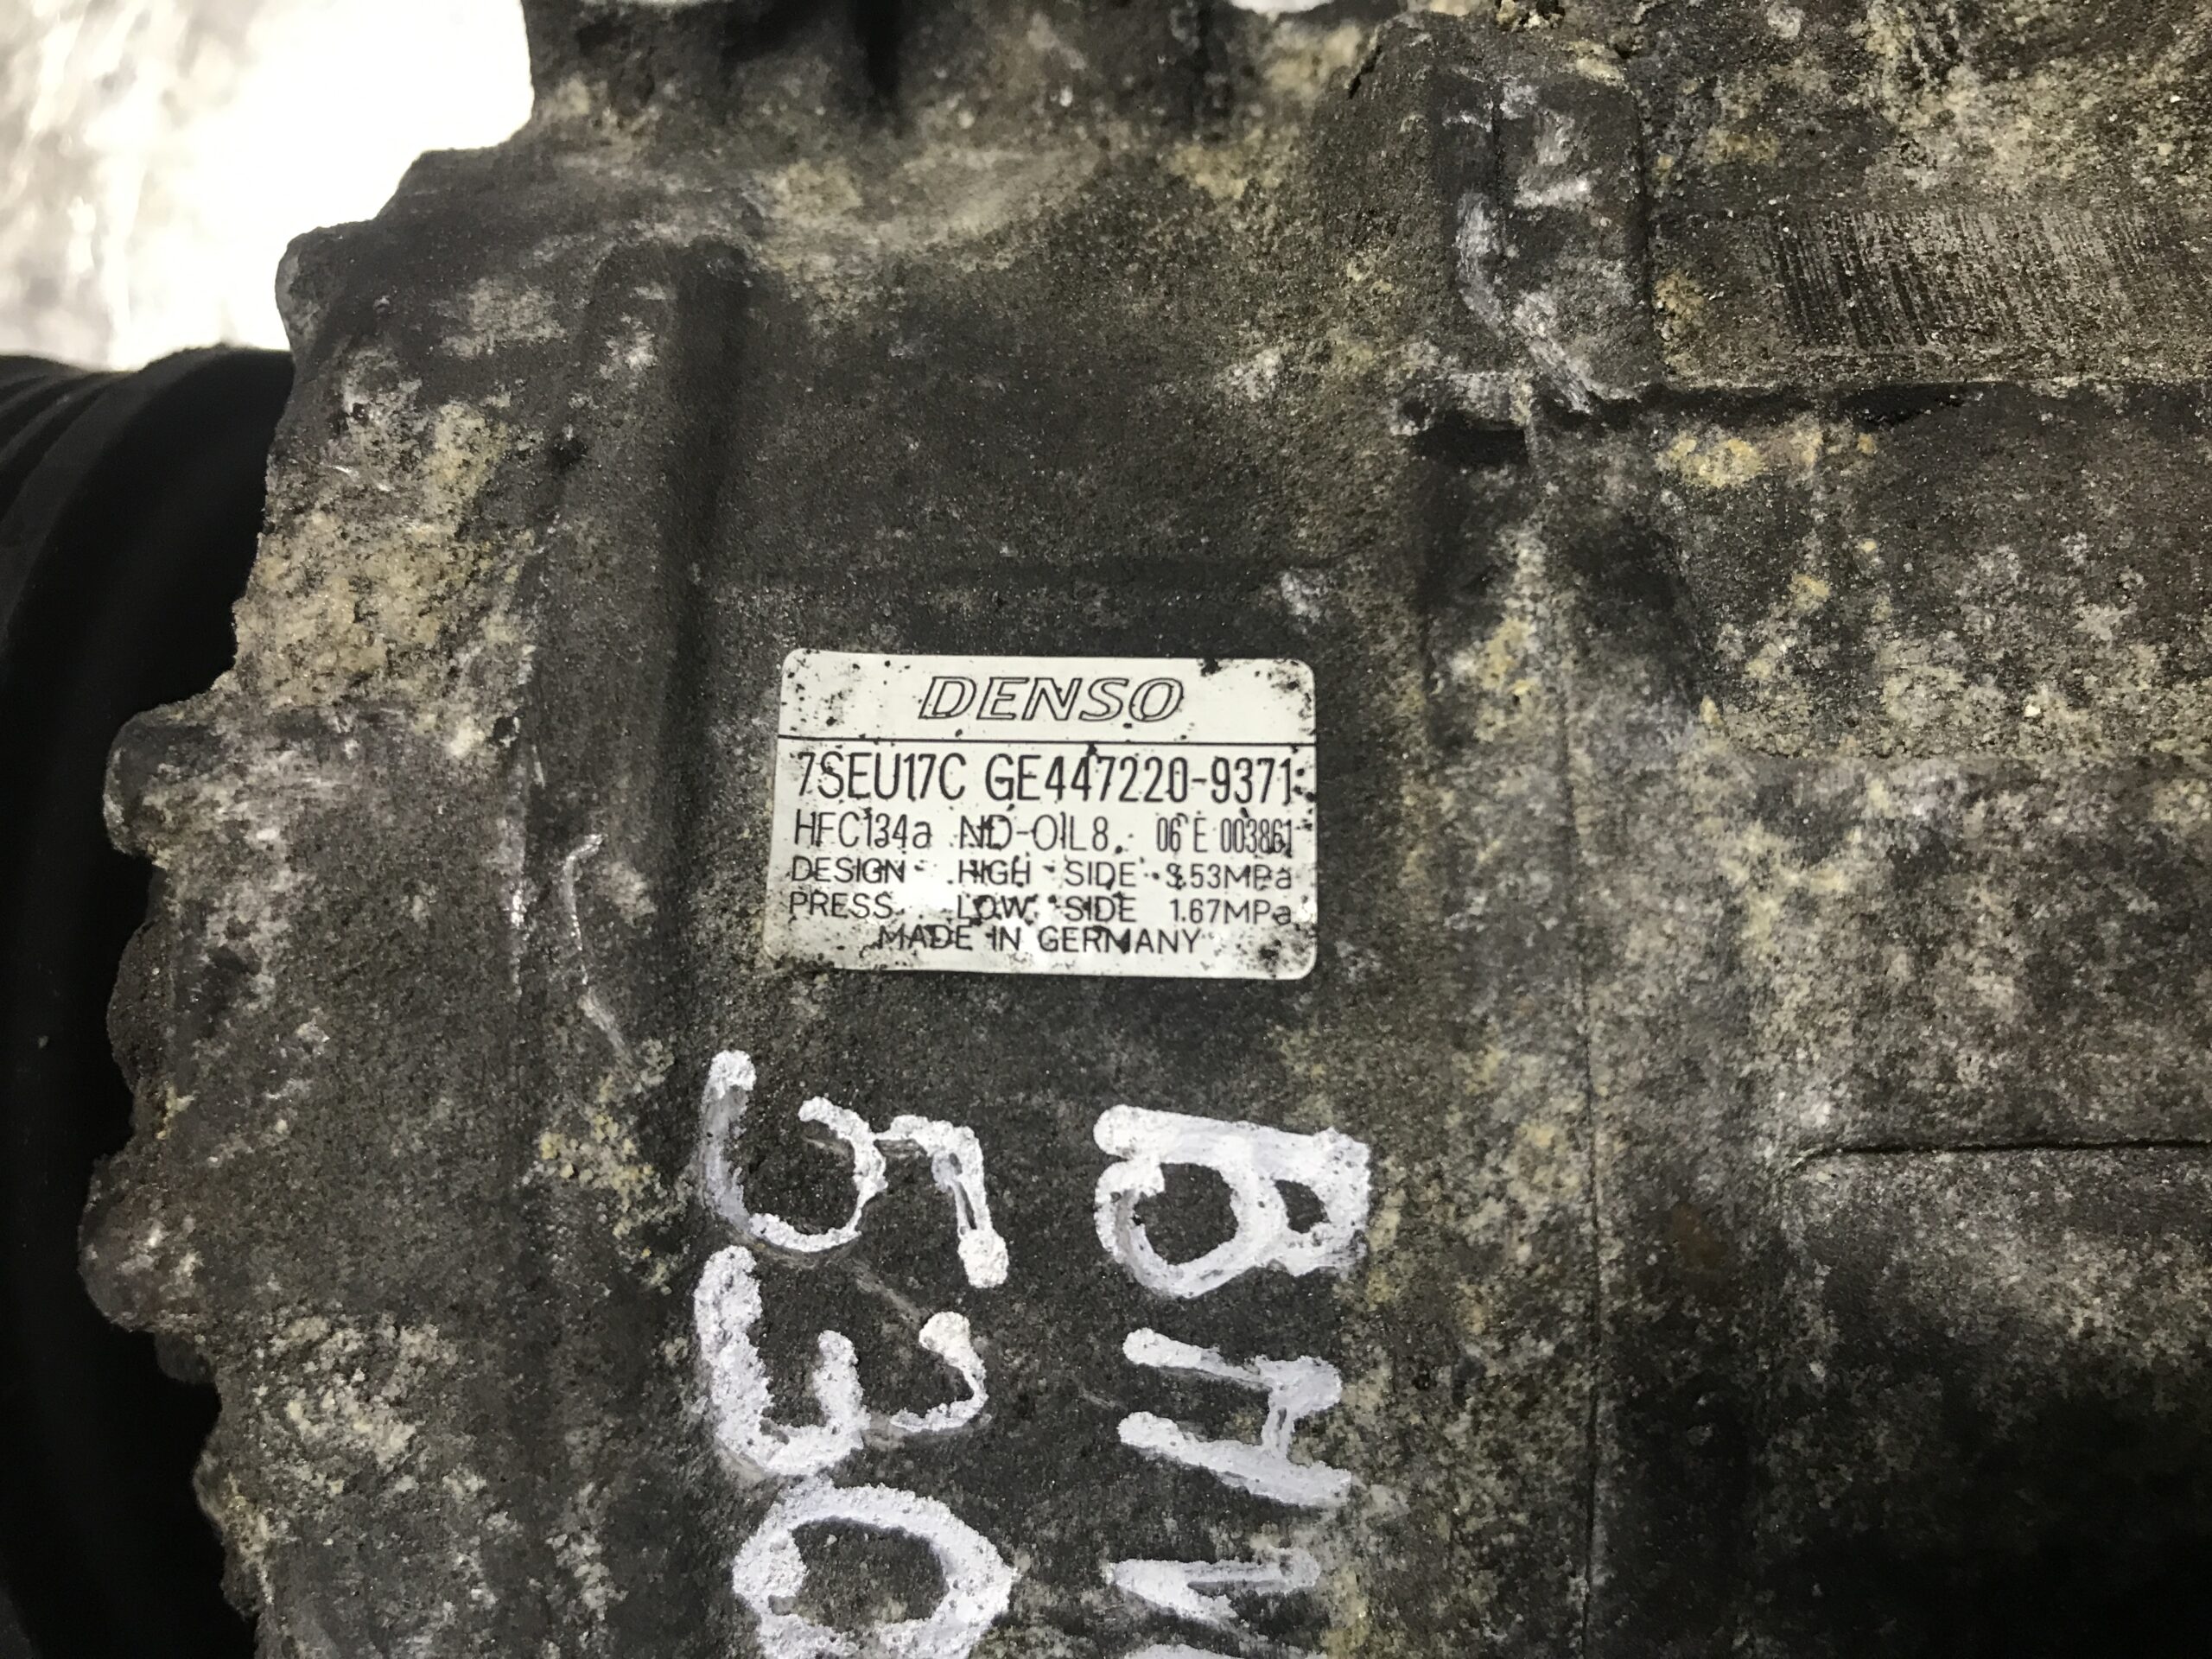 DENSO
7SEU17C GE447220-9371
HFC134a ND-OIL8 06 E 003861
DESIGN HIGH SIDE 3.53MPa
PRESS. LOW SIDE 1.67MPa
MADE IN GERMANY